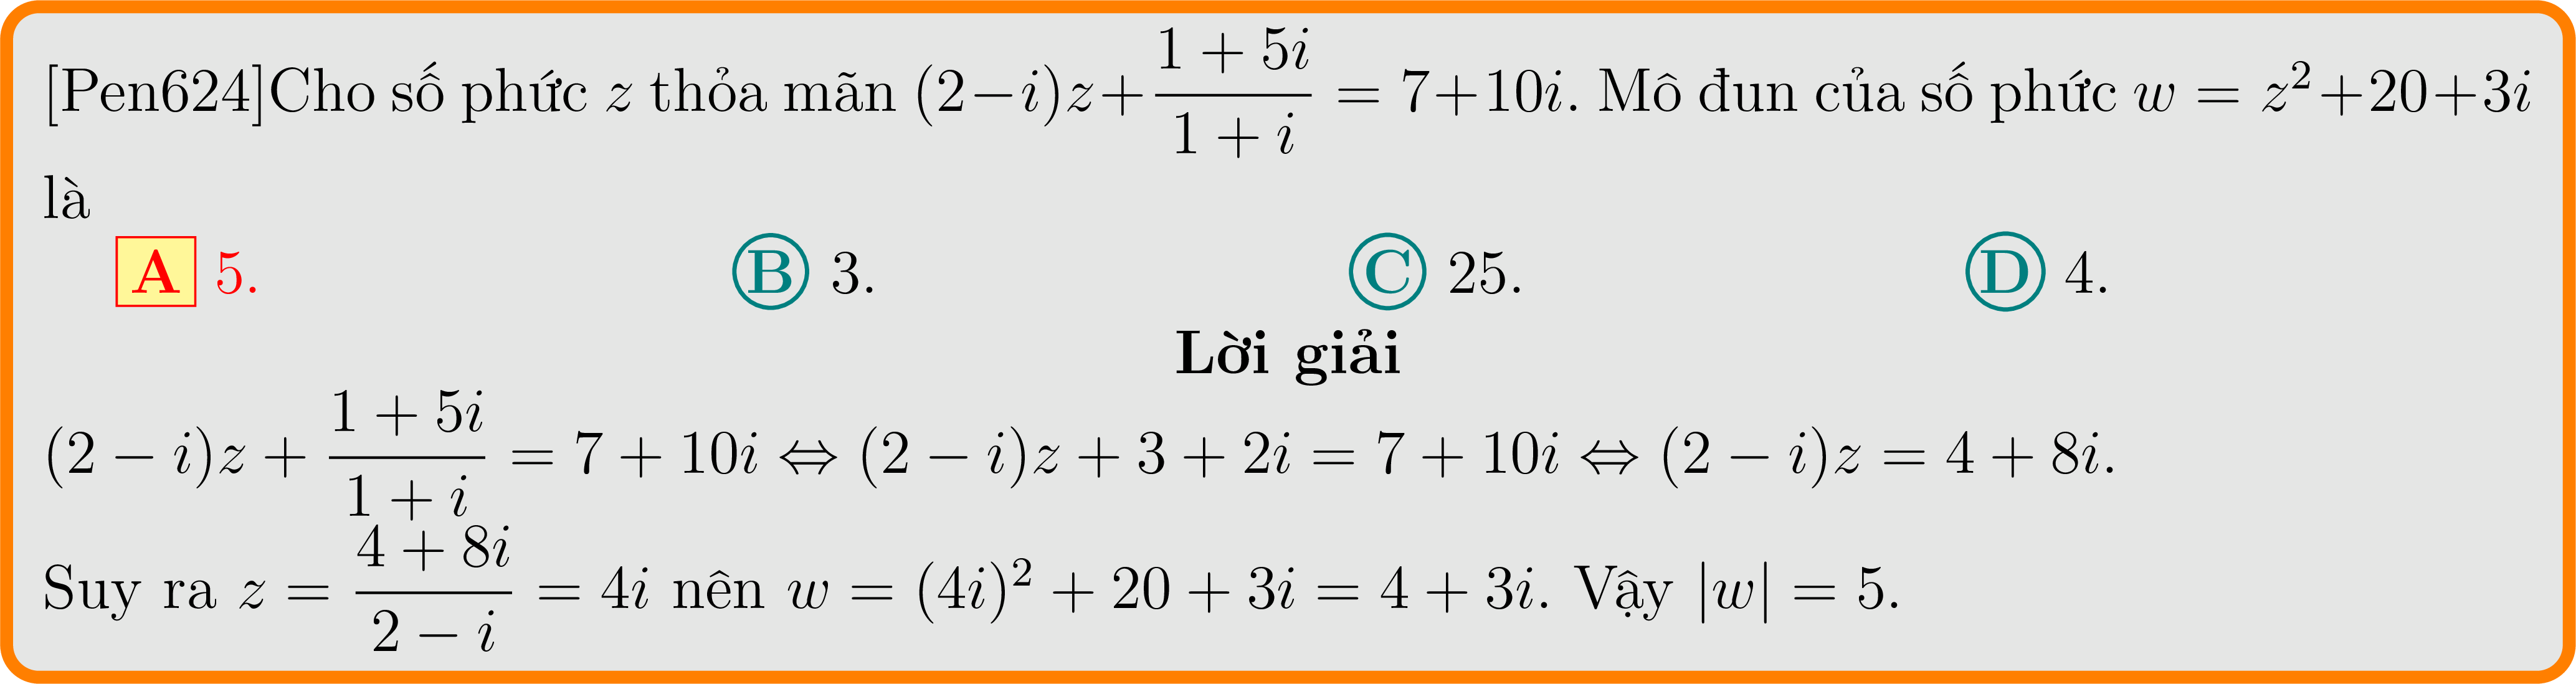 [Pen624]Cho số phức z thỏa mãn (2−i)z+\frac{1+5i}{1+i} = 7+10i. Mô đun của số phức w = z²+20+3i
là
A 5. B 3. C 25. D 4.
Lời giải
(2 − i)z + \frac{1+5i}{1+i} = 7 + 10i ⇔ (2 − i)z + 3 + 2i = 7 + 10i ⇔ (2 − i)z = 4 + 8i.
Suy ra z = \frac{4+8i}{2−i} = 4i nên w = (4i)² + 20 + 3i = 4 + 3i. Vậy |w| = 5.